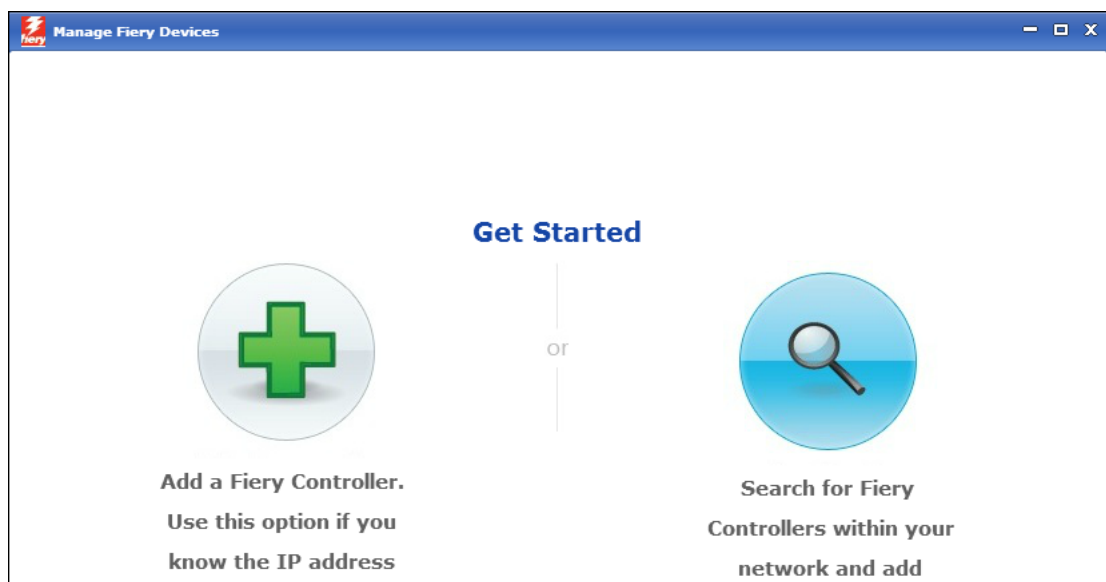 fiery
Manage Fiery Devices
Get Started
or
Add a Fiery Controller.
Use this option if you
know the IP address
Search for Fiery
Controllers within your
network and add